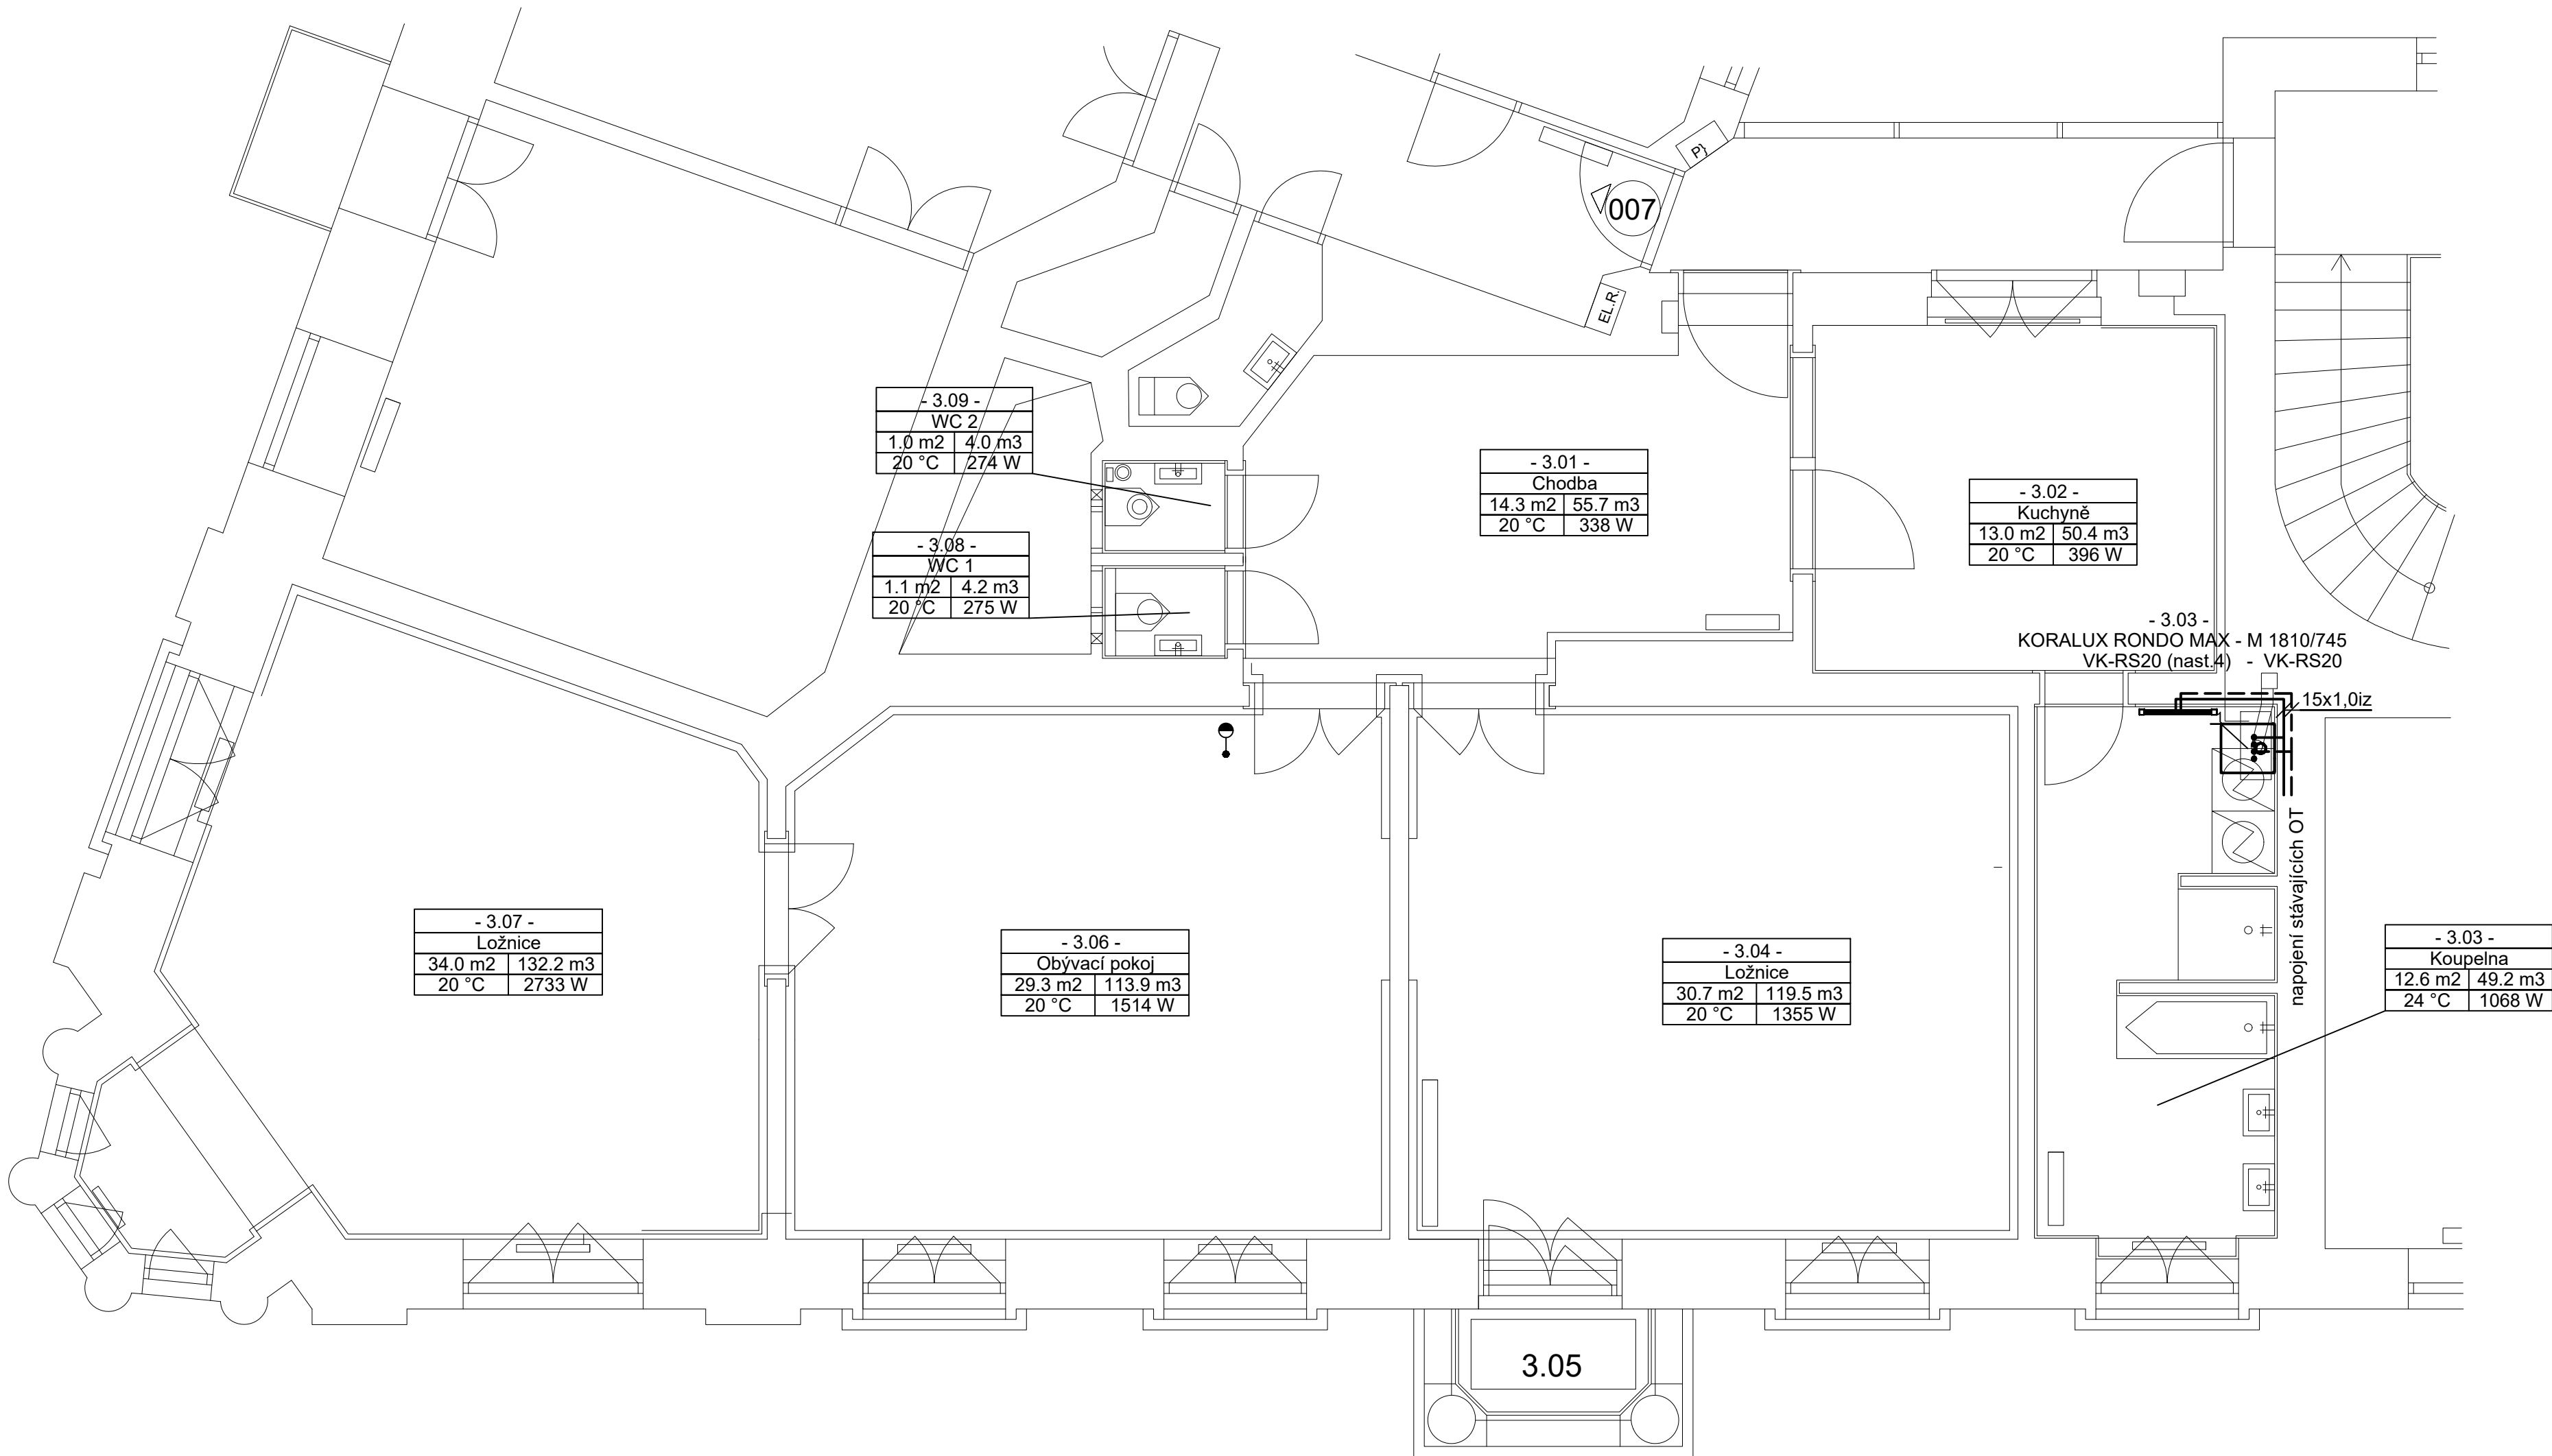 P}
007
EL.R.
- 3.09 -
WC 2
1.0 m2 4.0 m3
20 °C 274 W
- 3.08 -
WC 1
1.1 m2 4.2 m3
20 °C 275 W
- 3.01 -
Chodba
14.3 m2 55.7 m3
20 °C 338 W
- 3.02 -
Kuchyně
13.0 m2 50.4 m3
20 °C 396 W
- 3.03 -
KORALUX RONDO MAX - M 1810/745
VK-RS20 (nast.4) - VK-RS20
15x1,0iz
napojení stávajících OT
- 3.07 -
Ložnice
34.0 m2 132.2 m3
20 °C 2733 W
- 3.06 -
Obývací pokoj
29.3 m2 113.9 m3
20 °C 1514 W
- 3.04 -
Ložnice
30.7 m2 119.5 m3
20 °C 1355 W
- 3.03 -
Koupelna
12.6 m2 49.2 m3
24 °C 1068 W
3.05